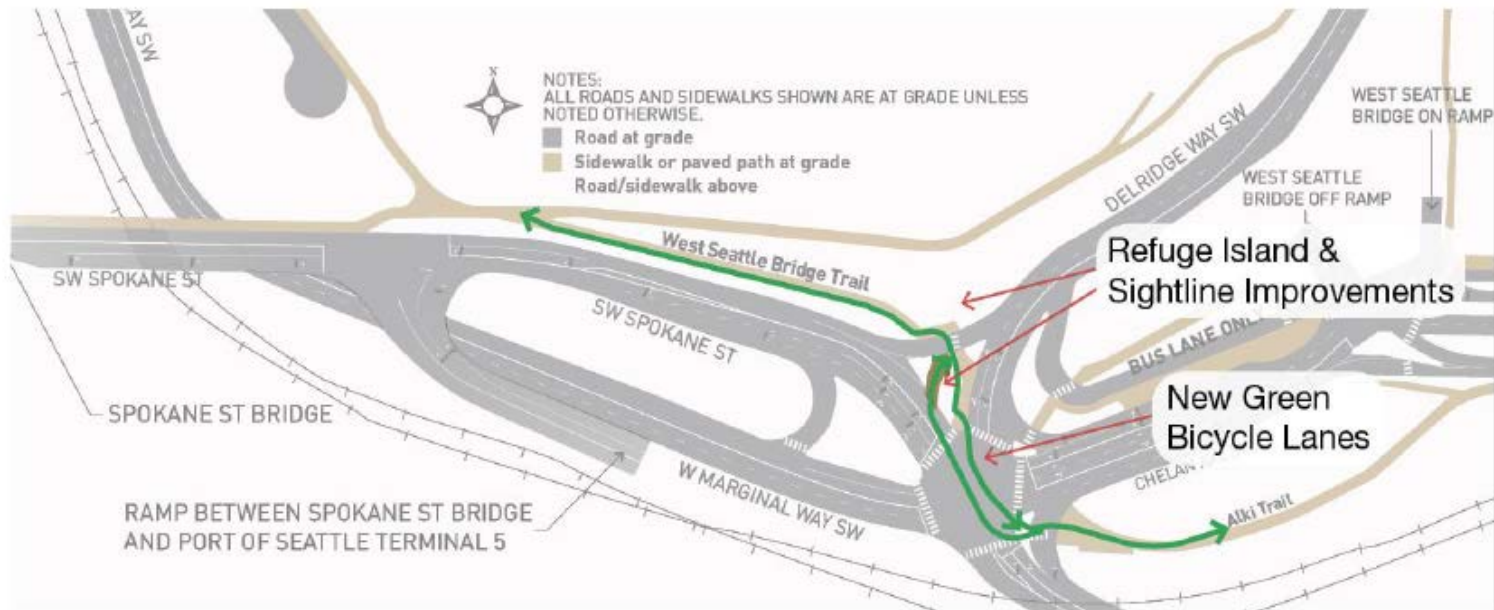 AY SW
N
NOTES:
ALL ROADS AND SIDEWALKS SHOWN ARE AT GRADE UNLESS
NOTED OTHERWISE.
Road at grade
Sidewalk or paved path at grade
Road/sidewalk above
WEST SEATTLE
BRIDGE ON RAMP
DELRIDGE WAY SW
WEST SEATTLE
BRIDGE OFF RAMP
Refuge Island &
Sightline Improvements
West Seattle Bridge Trail
SW SPOKANE ST
SW SPOKANE ST
BUS LANE ONLY
New Green
Bicycle Lanes
SPOKANE ST BRIDGE
CHELAN
W MARGINAL WAY SW
RAMP BETWEEN SPOKANE ST BRIDGE
AND PORT OF SEATTLE TERMINAL 5
Alki Trail